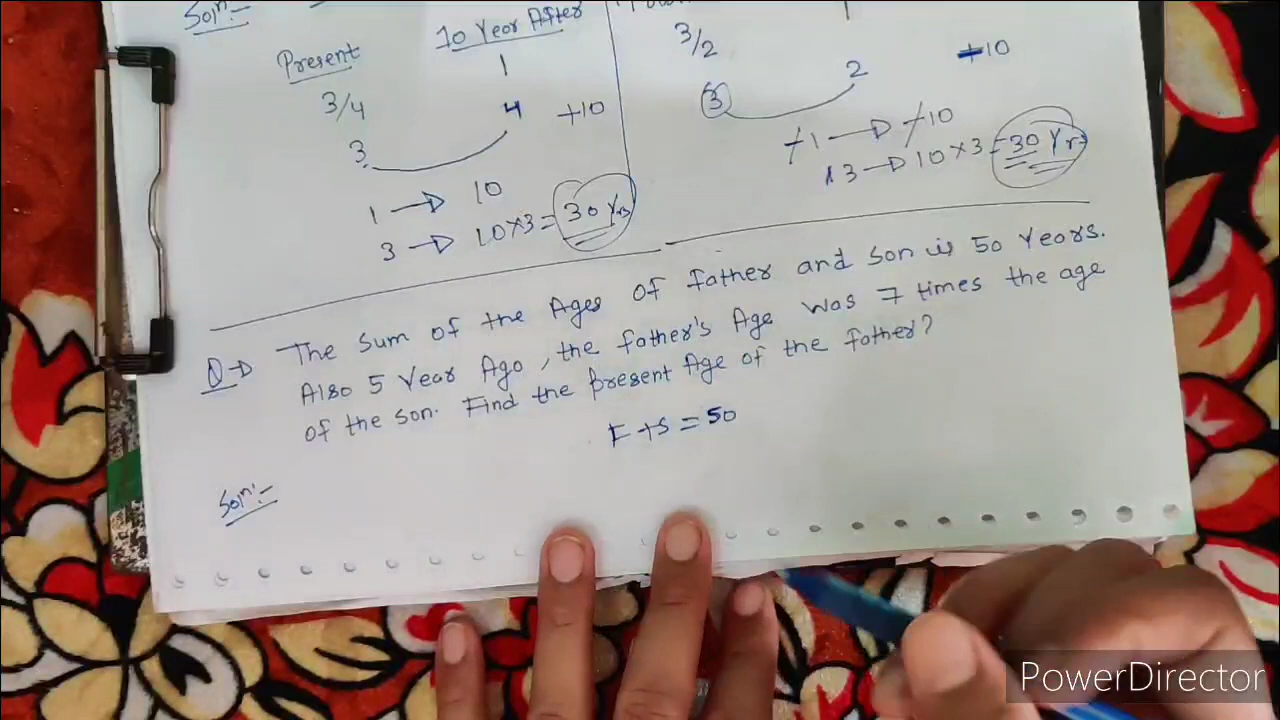 Soln:-
Present
10 Year After
1
3/4
4 +10
3
1 → 10
3 → 10×3 = 30 Yrs
3/2
1
3
2
+10
+1 → +10
3 → 10×3 = 30 Yrs
Q→ The sum of the Ages of father and son is 50 Years.
Also 5 Year Ago, the father's Age was 7 times the age
of the son. Find the present Age of the father?
F+S = 50
Soln:-
PowerDirector